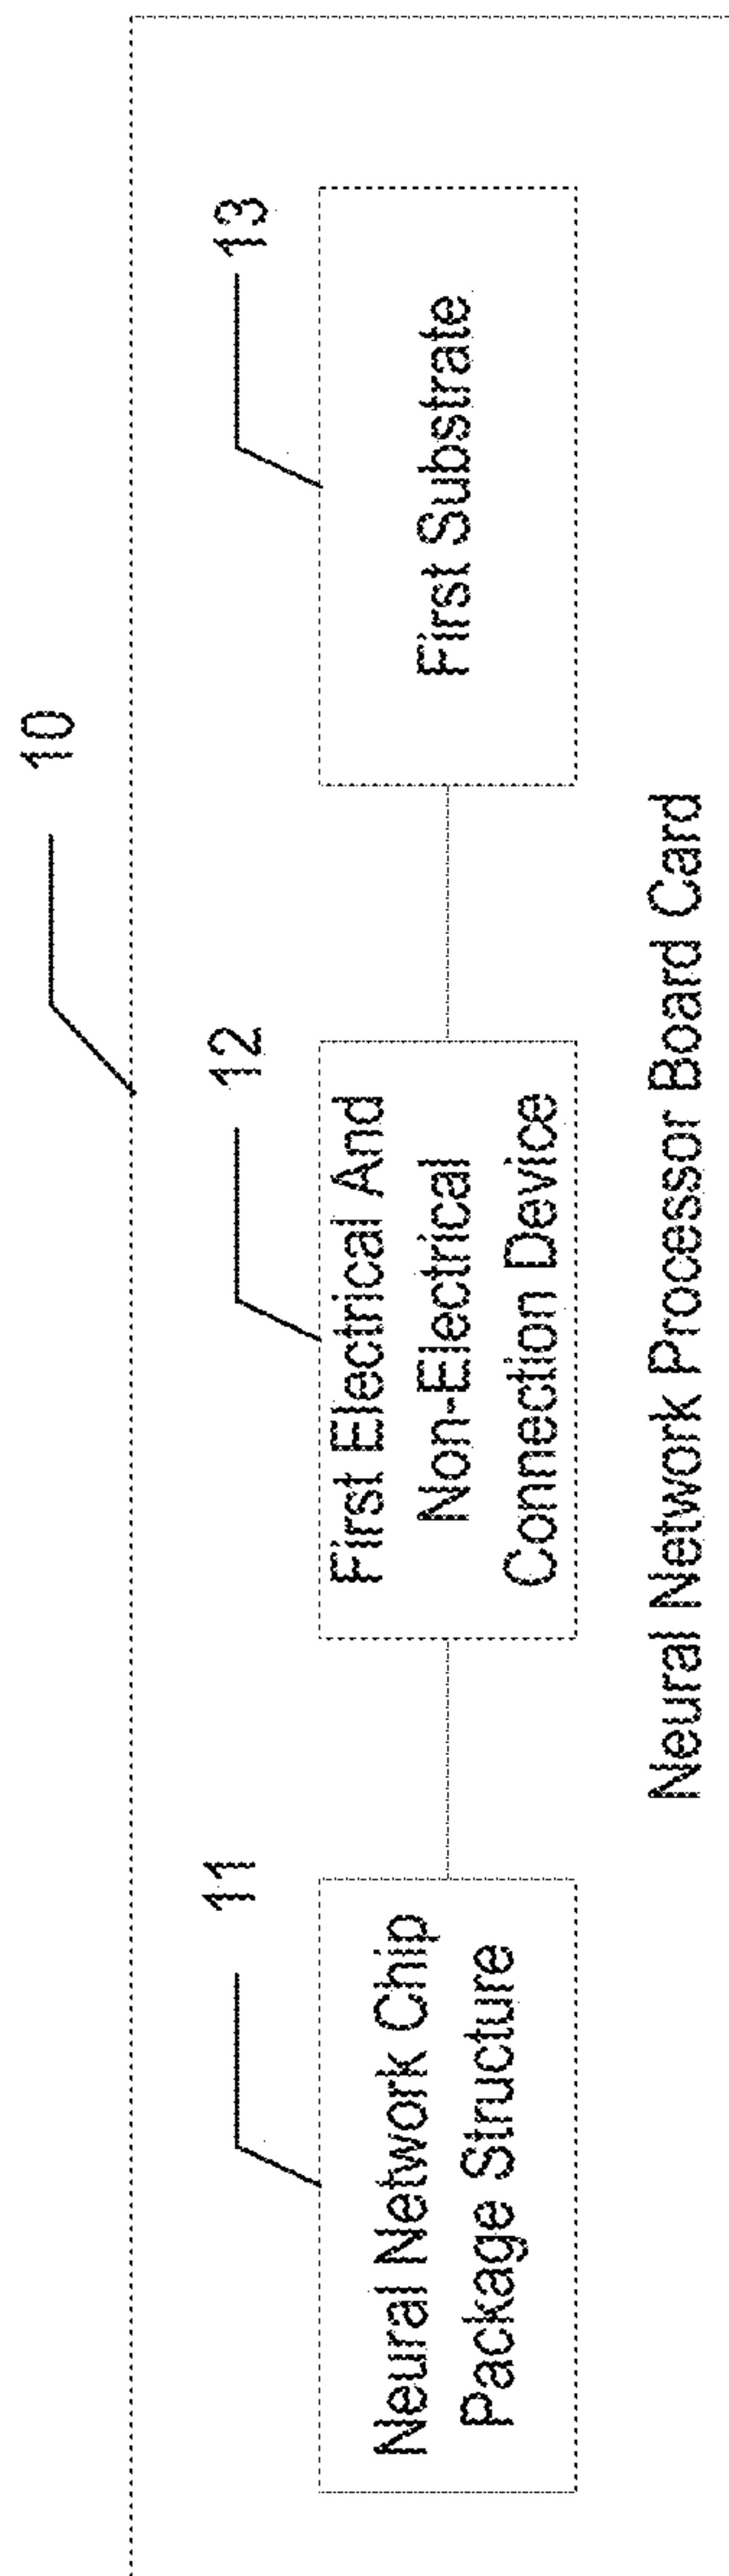 10
11
12
13
Neural Network Chip
Package Structure
First Electrical And
Non-Electrical
Connection Device
First Substrate
Neural Network Processor Board Card